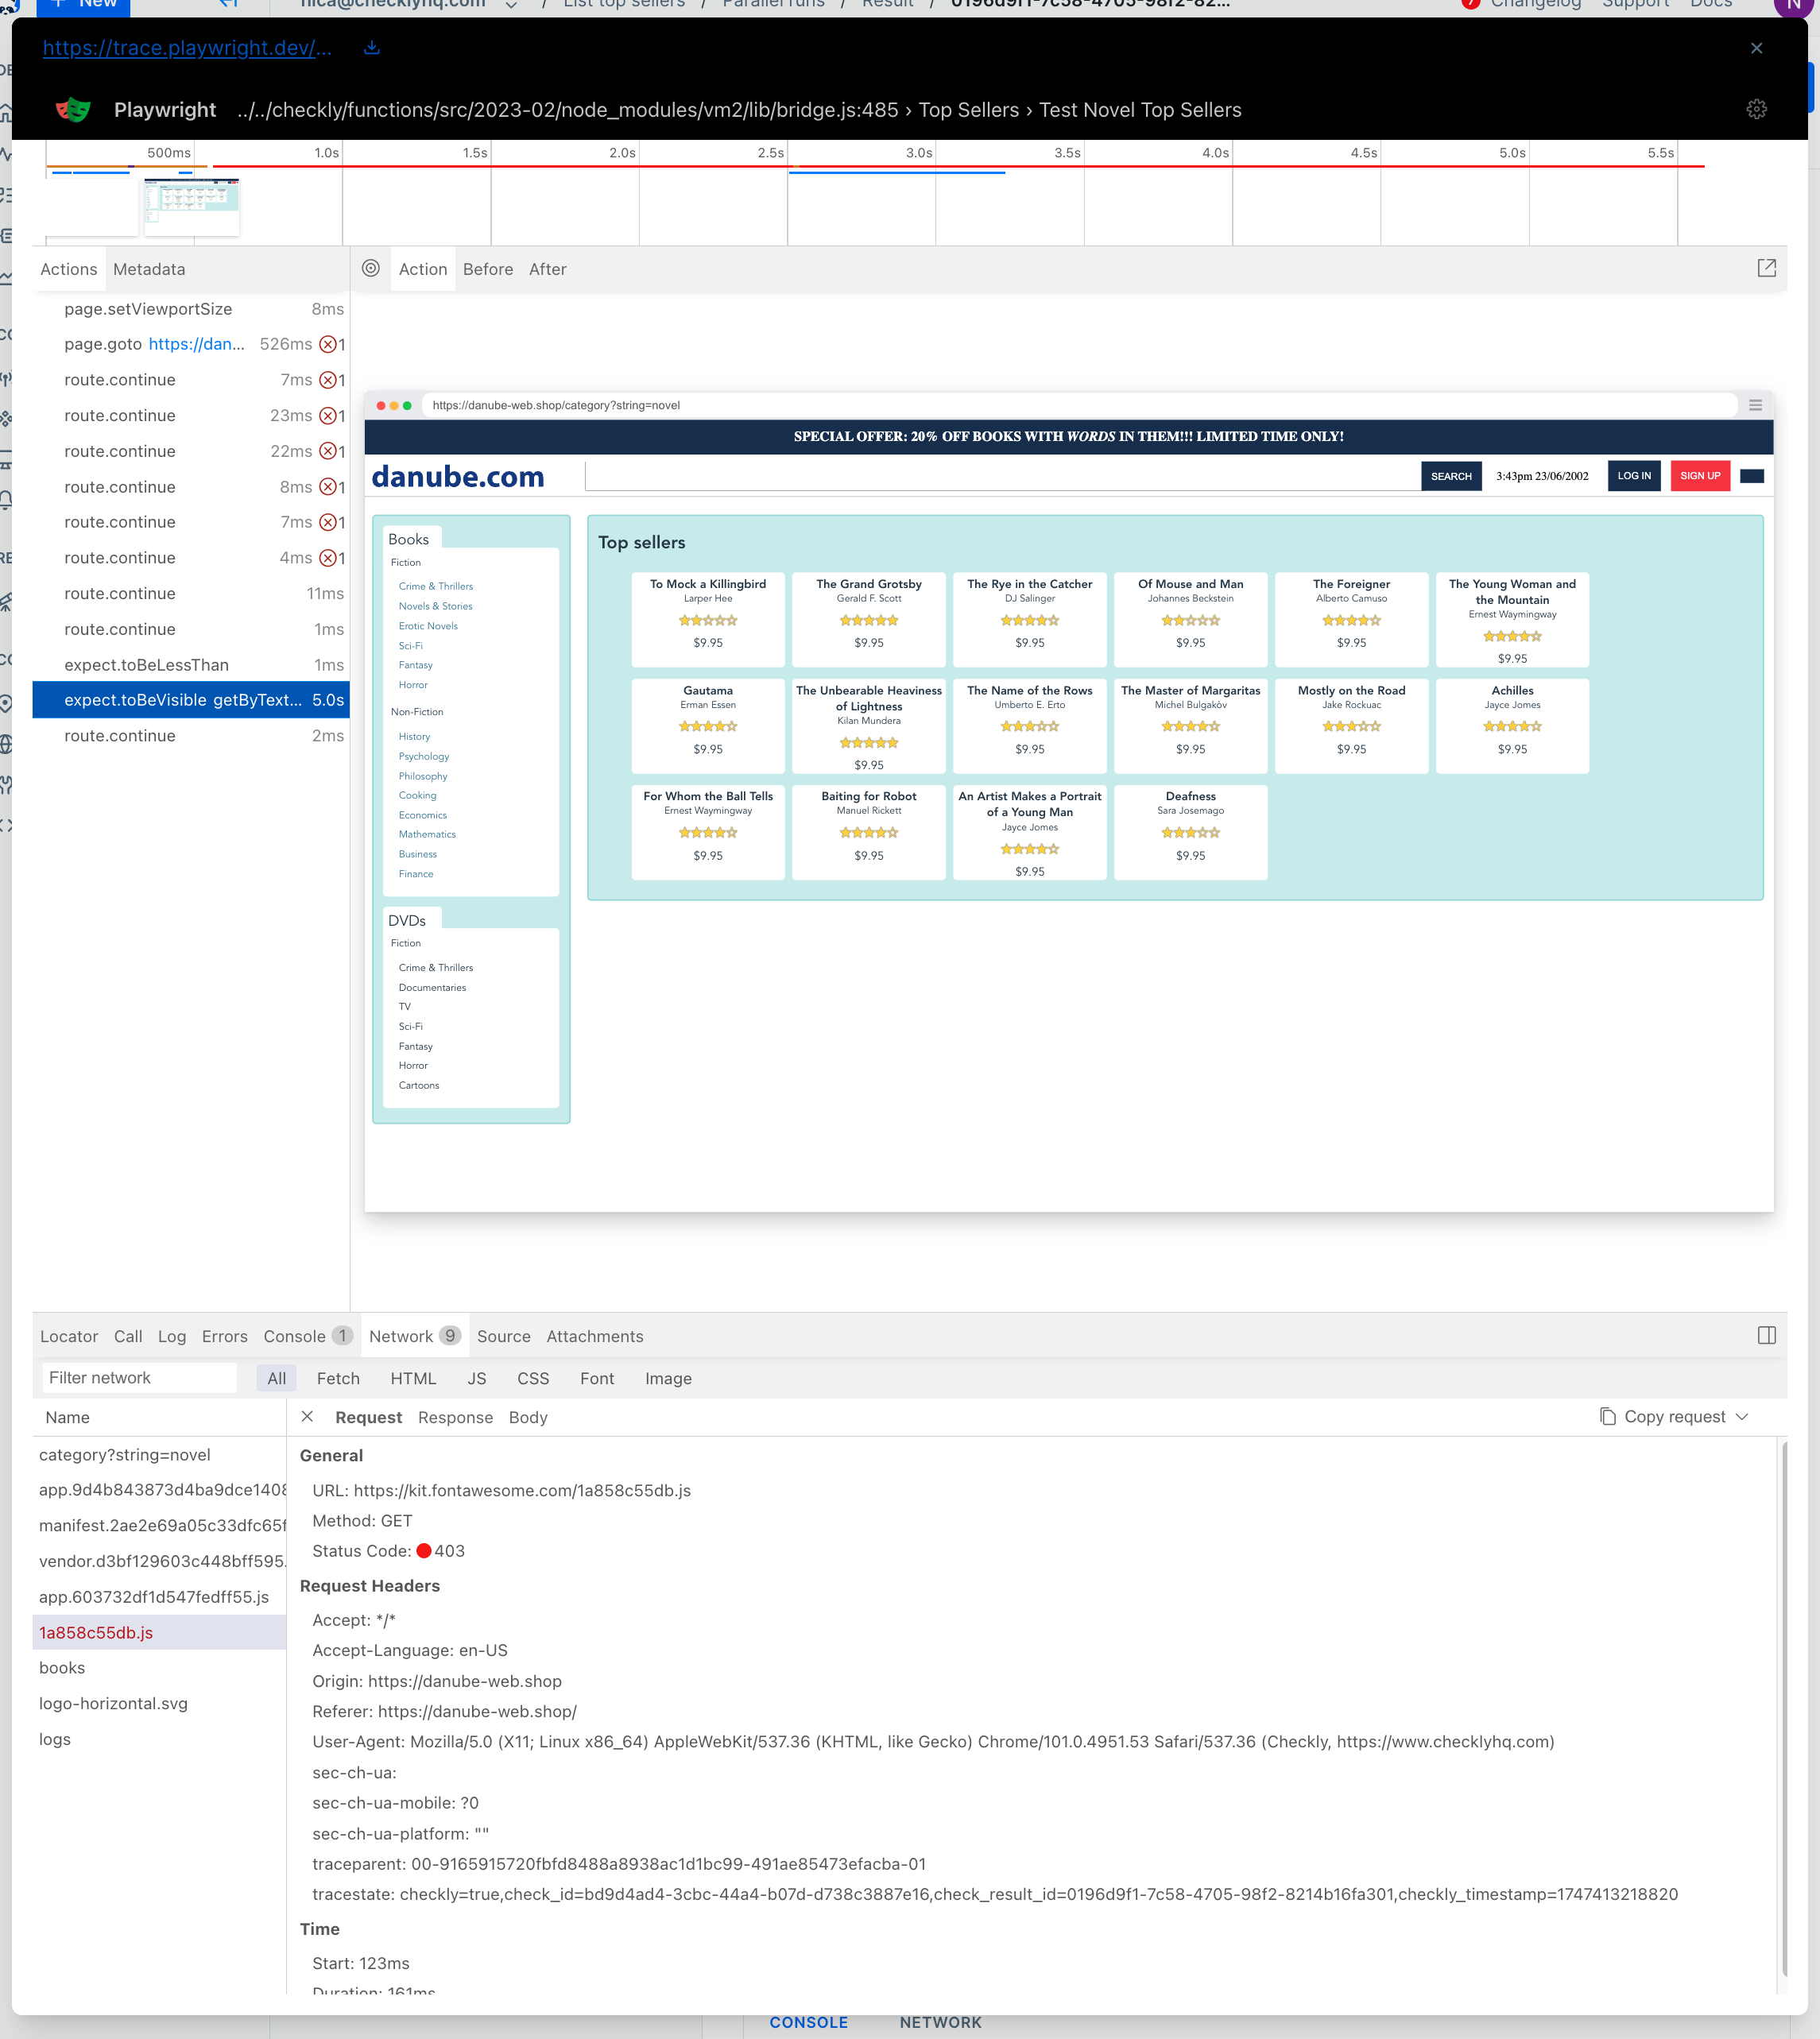 + New
nica@checklyhq.com / List top sellers / Parallel runs / Result / 0196d9f1-7c58-4705-98f2-82... Changelog Support Docs N
https://trace.playwright.dev/...
Playwright ../../checkly/functions/src/2023-02/node_modules/vm2/lib/bridge.js:485 › Top Sellers › Test Novel Top Sellers
500ms 1.0s 1.5s 2.0s 2.5s 3.0s 3.5s 4.0s 4.5s 5.0s 5.5s
Actions Metadata
Action Before After
page.setViewportSize 8ms
page.goto https://dan... 526ms 1
route.continue 7ms 1
route.continue 23ms 1
route.continue 22ms 1
route.continue 8ms 1
route.continue 7ms 1
route.continue 4ms 1
route.continue 11ms
route.continue 1ms
expect.toBeLessThan 1ms
expect.toBeVisible getByText... 5.0s
route.continue 2ms
https://danube-web.shop/category?string=novel
SPECIAL OFFER: 20% OFF BOOKS WITH WORDS IN THEM!!! LIMITED TIME ONLY!
danube.com
SEARCH 3:43pm 23/06/2002 LOG IN SIGN UP
Books
Fiction
Crime & Thrillers
Novels & Stories
Erotic Novels
Sci-Fi
Fantasy
Horror
Non-Fiction
History
Psychology
Philosophy
Cooking
Economics
Mathematics
Business
Finance
DVDs
Fiction
Crime & Thrillers
Documentaries
TV
Sci-Fi
Fantasy
Horror
Cartoons
Top sellers
To Mock a Killingbird
Larper Hee
$9.95
The Grand Grotsby
Gerald F. Scott
$9.95
The Rye in the Catcher
DJ Salinger
$9.95
Of Mouse and Man
Johannes Beckstein
$9.95
The Foreigner
Alberto Camuso
$9.95
The Young Woman and
the Mountain
Ernest Waymingway
$9.95
Gautama
Erman Essen
$9.95
The Unbearable Heaviness
of Lightness
Kilan Mundera
$9.95
The Name of the Rows
Umberto E. Erto
$9.95
The Master of Margaritas
Michel Bulgakòv
$9.95
Mostly on the Road
Jake Rockuac
$9.95
Achilles
Jayce Jomes
$9.95
For Whom the Ball Tells
Ernest Waymingway
$9.95
Baiting for Robot
Manuel Rickett
$9.95
An Artist Makes a Portrait
of a Young Man
Jayce Jomes
$9.95
Deafness
Sara Josemago
$9.95
Locator Call Log Errors Console 1 Network 9 Source Attachments
Filter network All Fetch HTML JS CSS Font Image
Name
category?string=novel
app.9d4b843873d4ba9dce1408
manifest.2ae2e69a05c33dfc65f
vendor.d3bf129603c448bff595.
app.603732df1d547fedff55.js
1a858c55db.js
books
logo-horizontal.svg
logs
Request Response Body Copy request
General
URL: https://kit.fontawesome.com/1a858c55db.js
Method: GET
Status Code: 403
Request Headers
Accept: */*
Accept-Language: en-US
Origin: https://danube-web.shop
Referer: https://danube-web.shop/
User-Agent: Mozilla/5.0 (X11; Linux x86_64) AppleWebKit/537.36 (KHTML, like Gecko) Chrome/101.0.4951.53 Safari/537.36 (Checkly, https://www.checklyhq.com)
sec-ch-ua:
sec-ch-ua-mobile: ?0
sec-ch-ua-platform: ""
traceparent: 00-9165915720fbfd8488a8938ac1d1bc99-491ae85473efacba-01
tracestate: checkly=true,check_id=bd9d4ad4-3cbc-44a4-b07d-d738c3887e16,check_result_id=0196d9f1-7c58-4705-98f2-8214b16fa301,checkly_timestamp=1747413218820
Time
Start: 123ms
Duration: 161ms
CONSOLE NETWORK